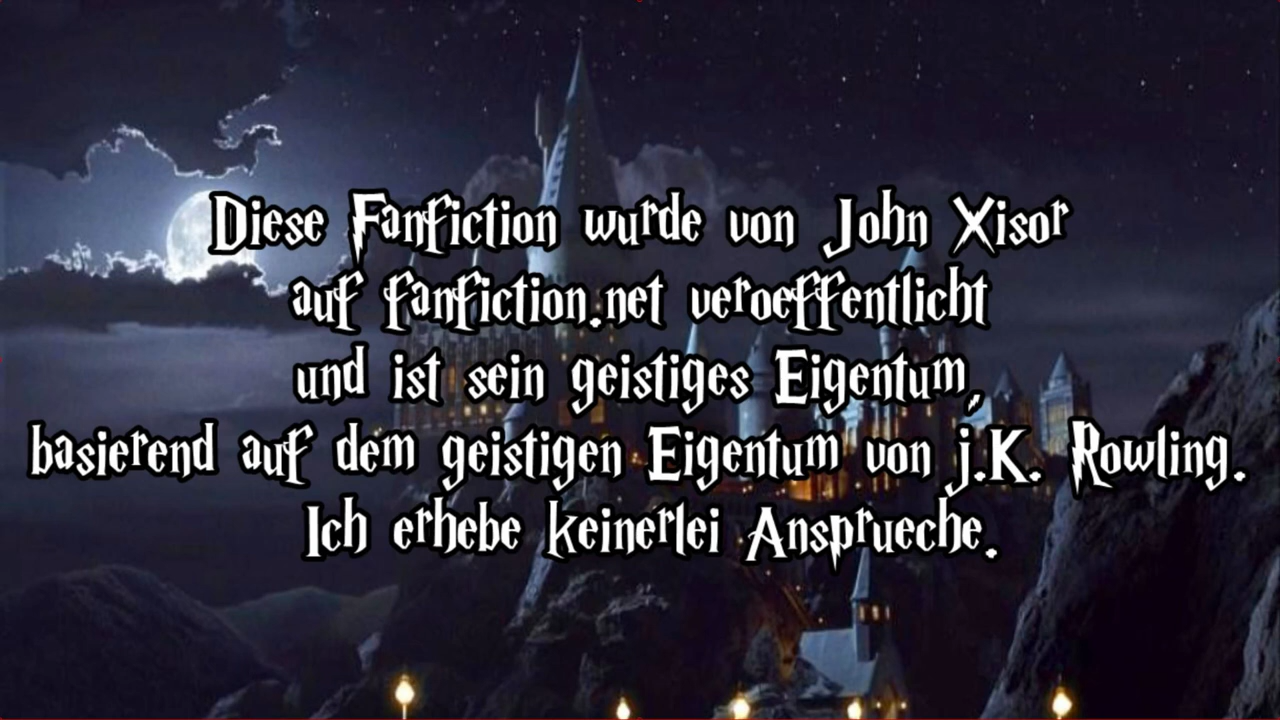 Diese Fanfiction wurde von John Xisor
auf fanfiction.net veroeffentlicht
und ist sein geistiges Eigentum,
basierend auf dem geistigen Eigentum von j.K. Rowling.
Ich erhebe keinerlei Ansprueche.